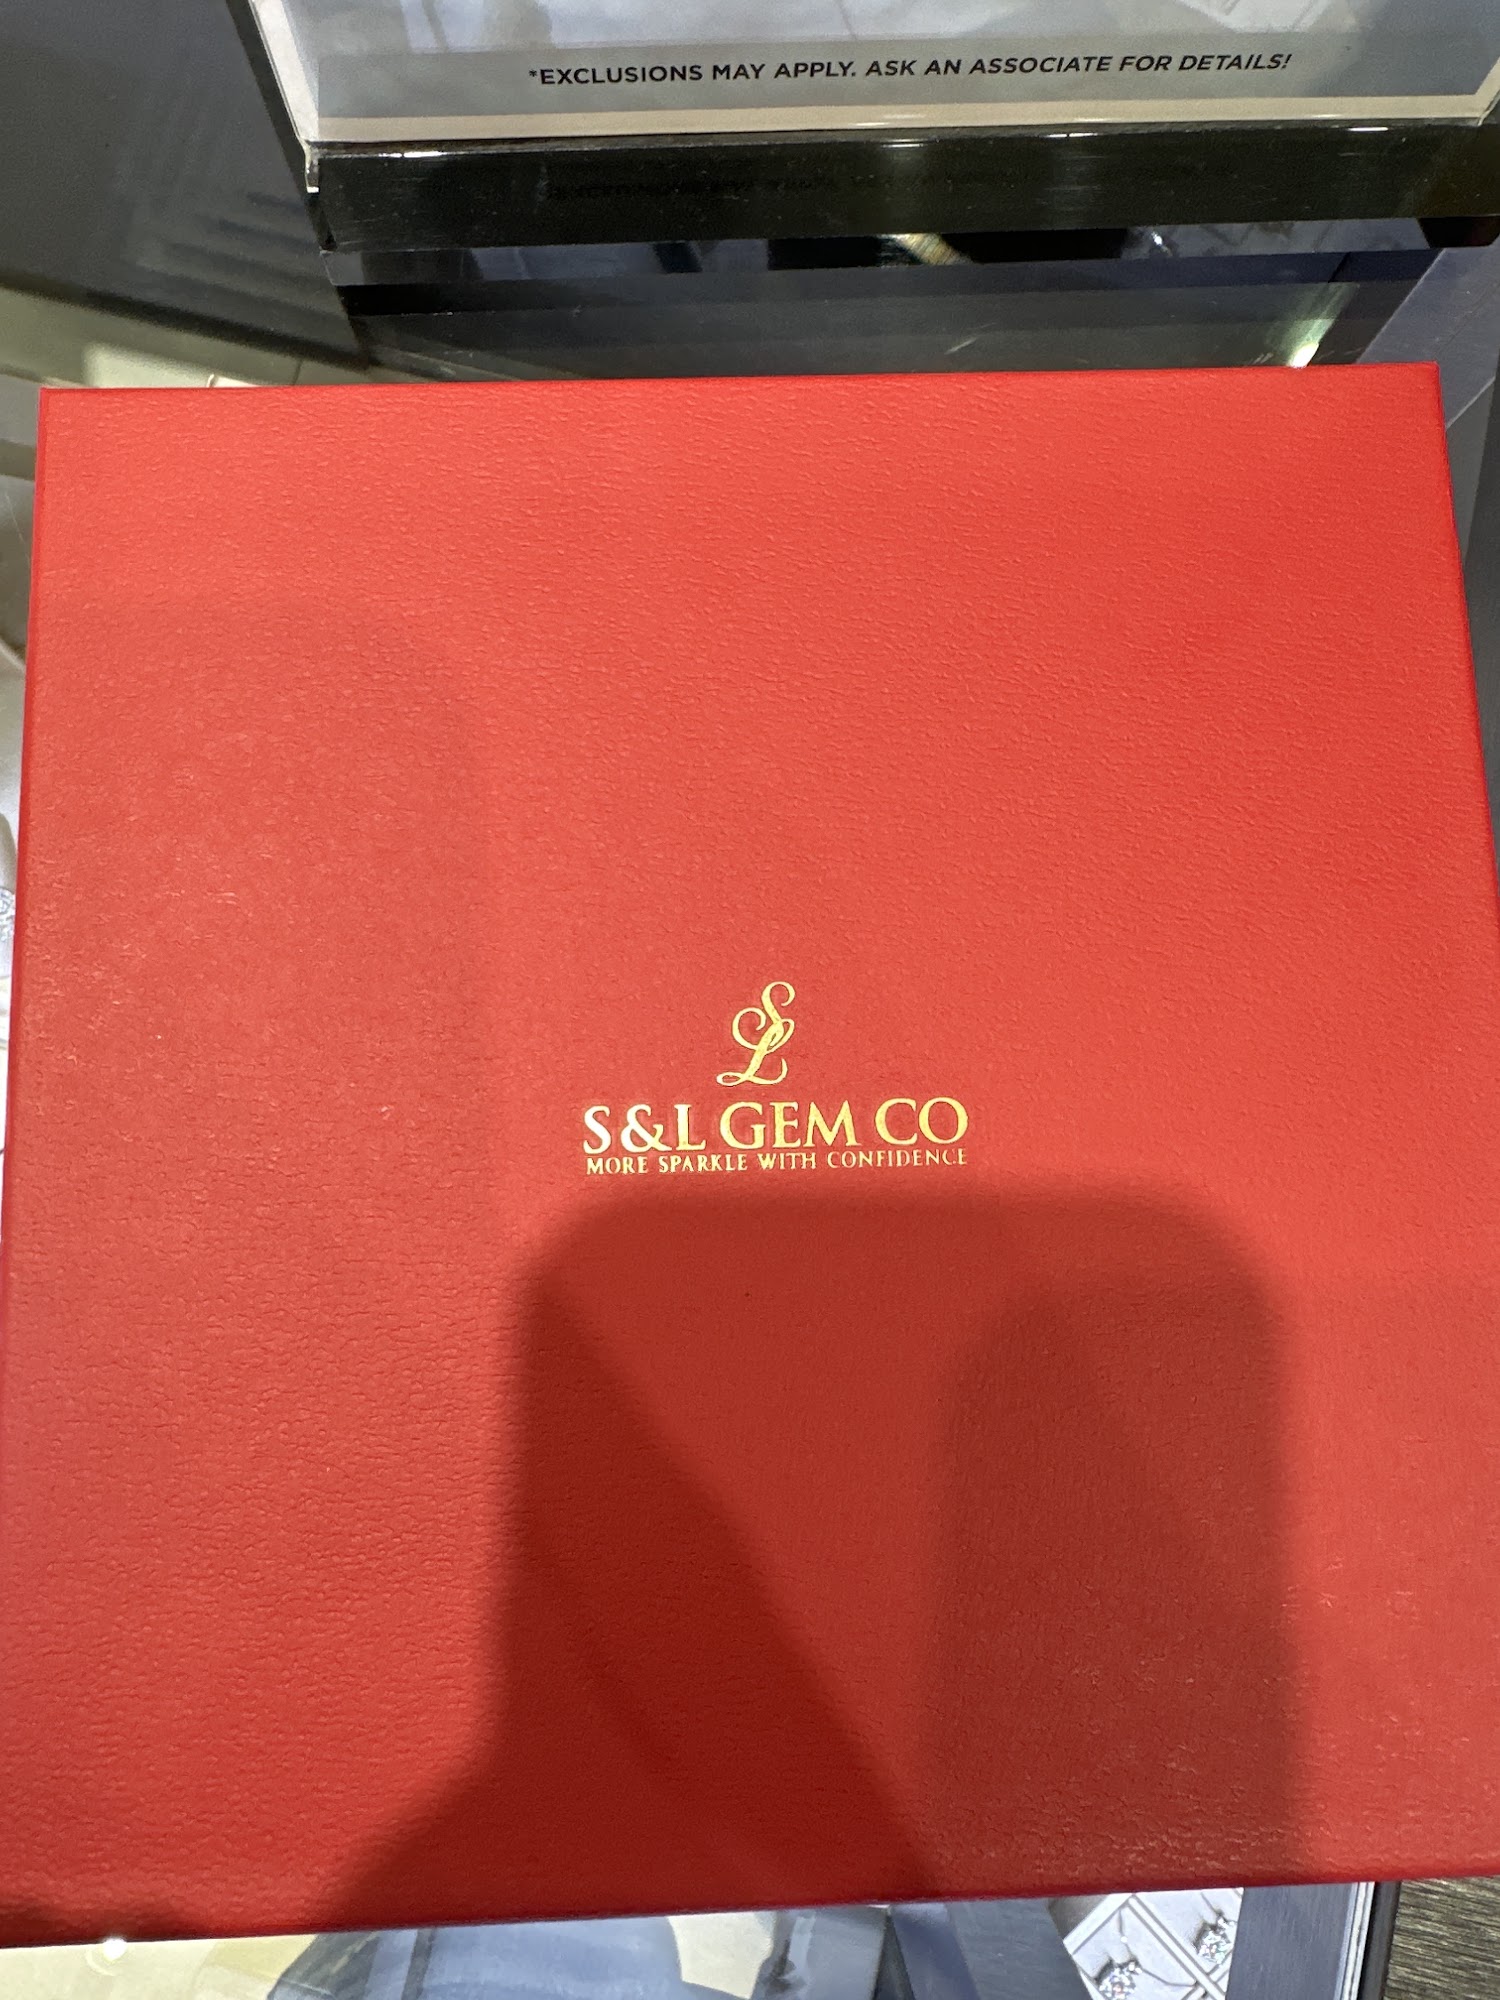 *EXCLUSIONS MAY APPLY. ASK AN ASSOCIATE FOR DETAILS!
SL
S&L GEM CO
MORE SPARKLE WITH CONFIDENCE